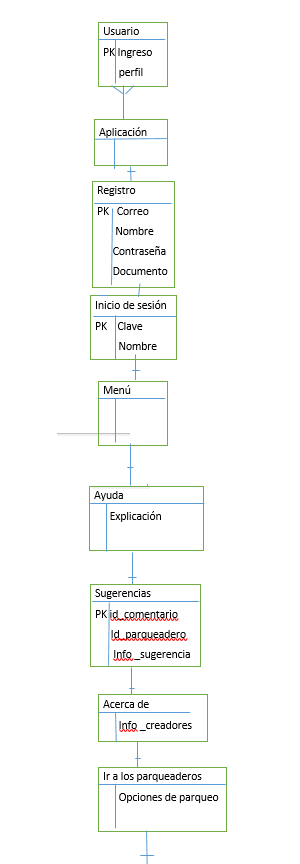 Usuario
PK Ingreso
perfil
Aplicación
Registro
PK Correo
Nombre
Contraseña
Documento
Inicio de sesión
PK Clave
Nombre
Menú
Ayuda
Explicación
Sugerencias
PK id_comentario
Id_parqueadero
Info_sugerencia
Acerca de
Info_creadores
Ir a los parqueaderos
Opciones de parqueo